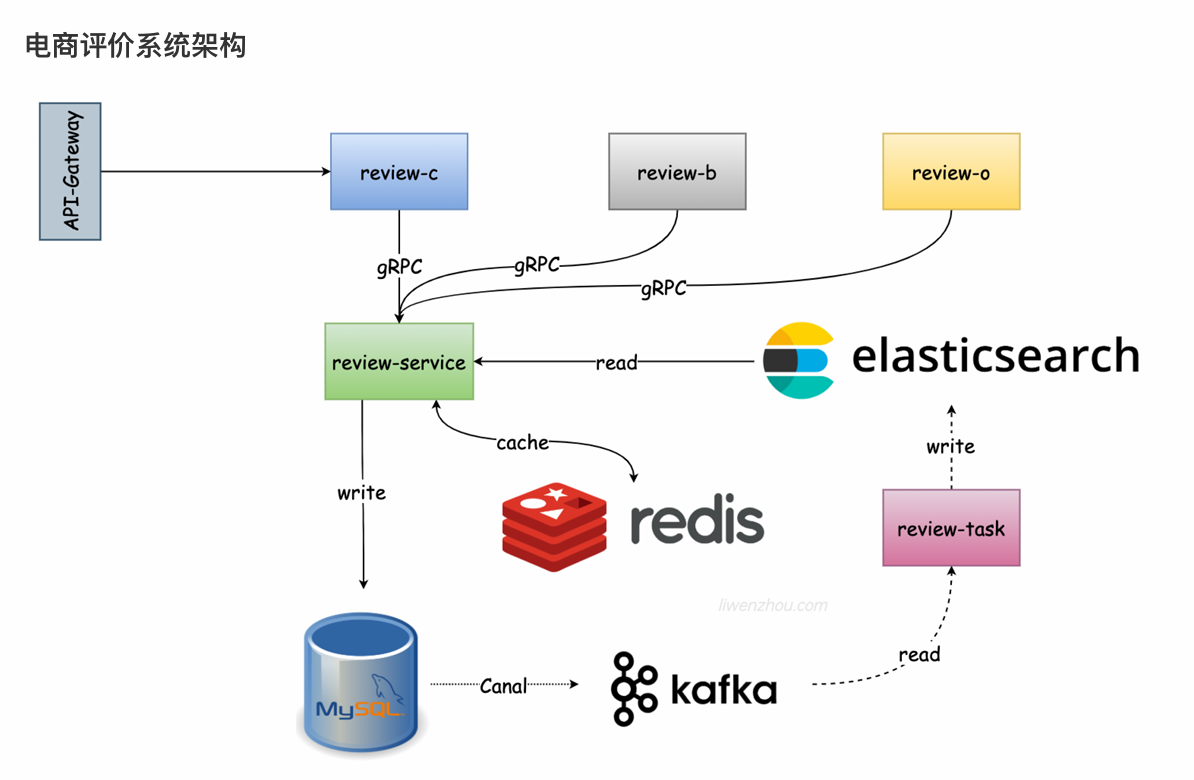 电商评价系统架构
API-Gateway
review-c
review-b
review-o
gRPC
gRPC
gRPC
review-service
read
elasticsearch
cache
write
write
redis
review-task
liwenzhou.com
read
MySQL
Canal
kafka